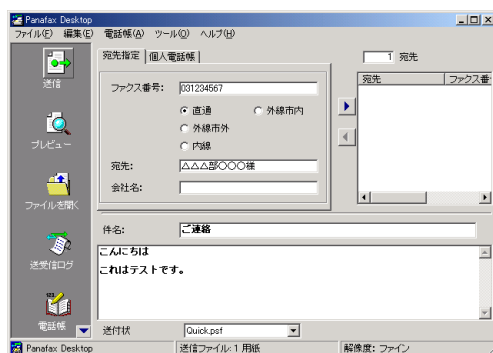 Panafax Desktop
ファイル(F) 編集(E) 電話帳(A) ツール(Q) ヘルプ(H)
送信
プレビュー
ファイルを開く
送受信ログ
電話帳
宛先指定 個人電話帳
ファクス番号: 031234567
直通 外線市内
外線市外
内線
宛先: △△△部○○○様
会社名:
1 宛先
宛先 ファクス番
件名: ご連絡
こんにちは
これはテストです。
送付状 Quick.psf
Panafax Desktop 送信ファイル: 1 用紙 解像度: ファイン